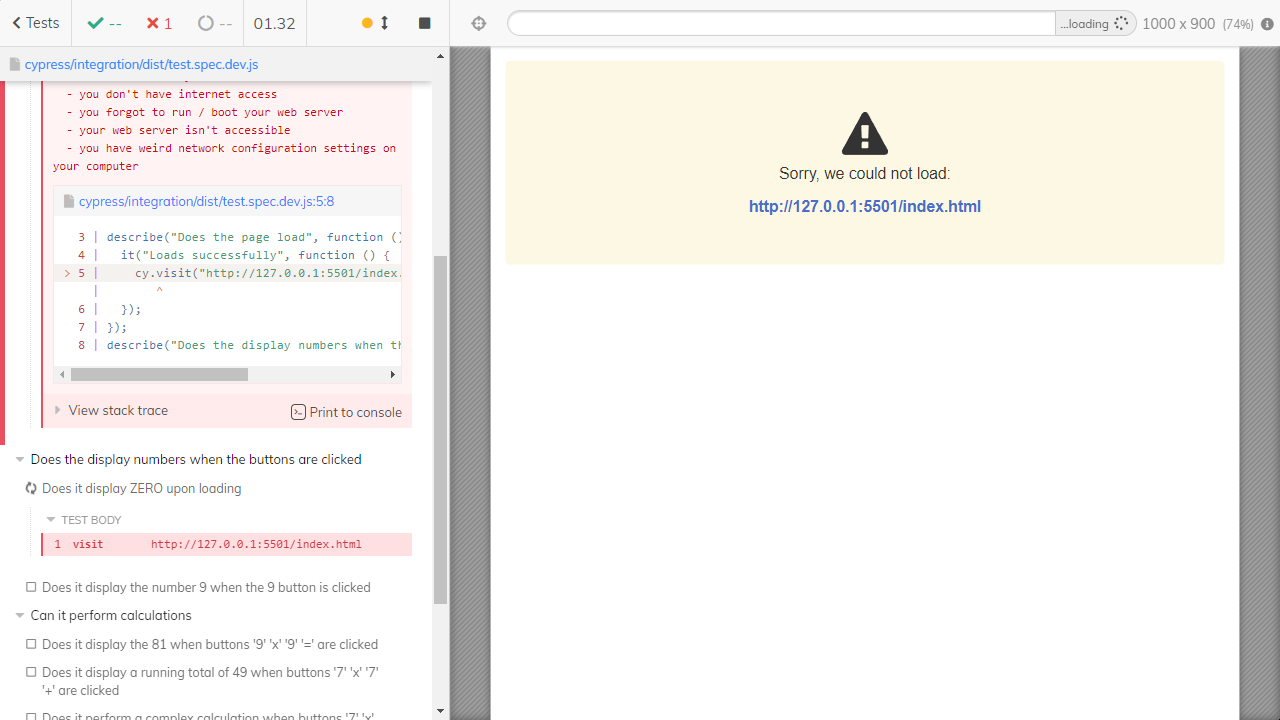 Tests
--
1
--
01.32
...loading
1000 x 900 (74%)
cypress/integration/dist/test.spec.dev.js
- you don't have internet access
- you forgot to run / boot your web server
- your web server isn't accessible
- you have weird network configuration settings on
your computer
cypress/integration/dist/test.spec.dev.js:5:8
3 | describe("Does the page load", function ()
4 |   it("Loads successfully", function () {
> 5 |     cy.visit("http://127.0.0.1:5501/index.
|        ^
6 |   });
7 | });
8 | describe("Does the display numbers when th
View stack trace
Print to console
Does the display numbers when the buttons are clicked
Does it display ZERO upon loading
TEST BODY
1 visit http://127.0.0.1:5501/index.html
Does it display the number 9 when the 9 button is clicked
Can it perform calculations
Does it display the 81 when buttons '9' 'x' '9' '=' are clicked
Does it display a running total of 49 when buttons '7' 'x' '7'
'+' are clicked
Does it perform a complex calculation when buttons '7' 'x'
Sorry, we could not load:
http://127.0.0.1:5501/index.html